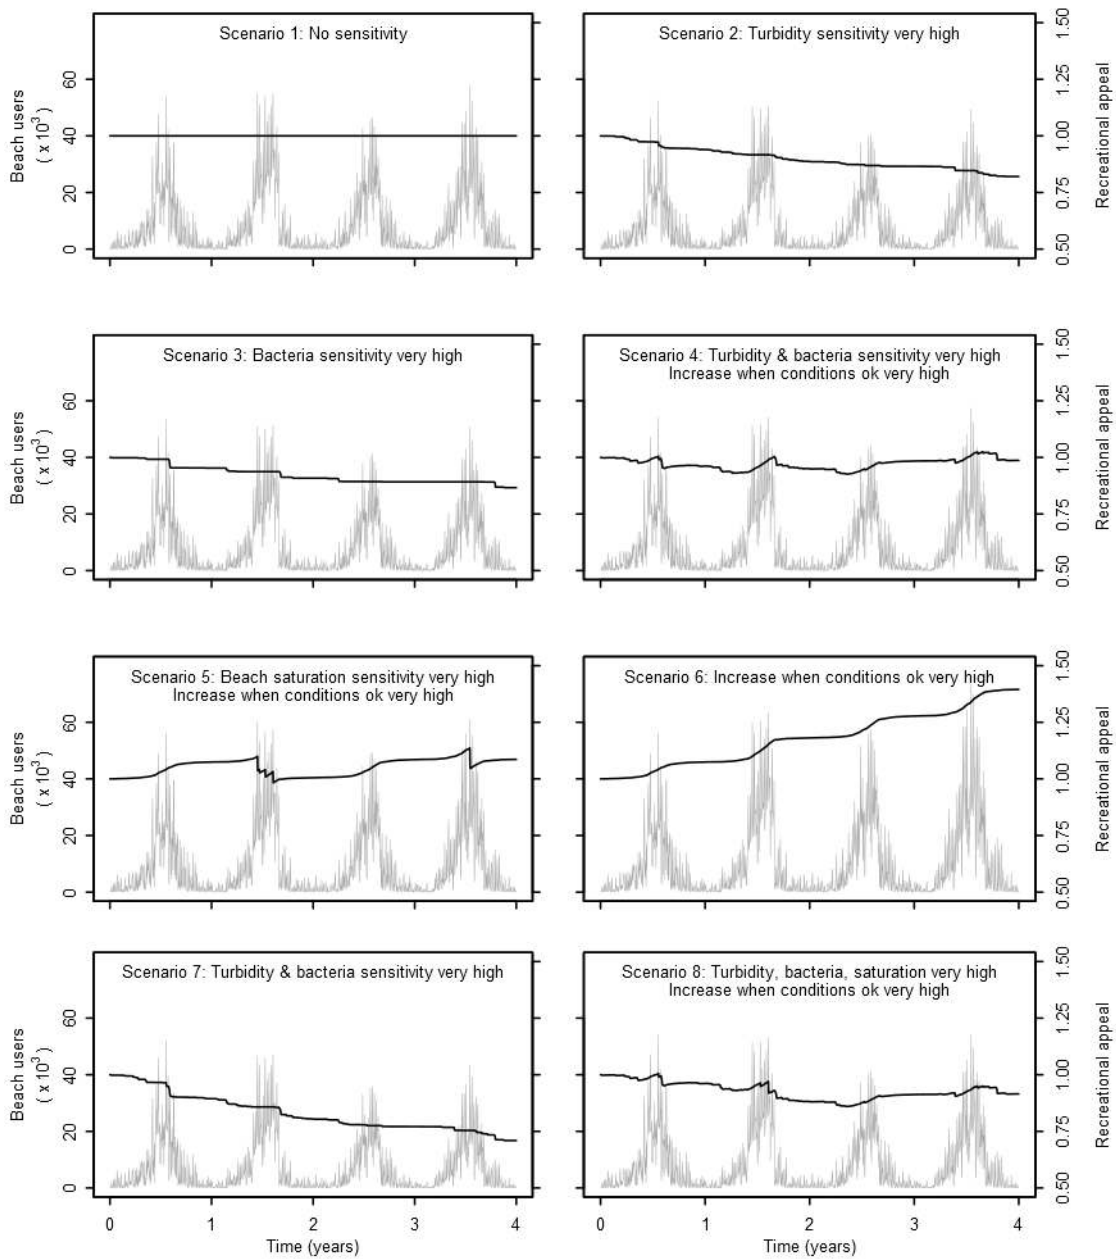 Scenario 1: No sensitivity
Beach users
( x 10³ )
0
20
40
60
Scenario 2: Turbidity sensitivity very high
Recreational appeal
0.50
0.75
1.00
1.25
1.50
Scenario 3: Bacteria sensitivity very high
Beach users
( x 10³ )
0
20
40
60
Scenario 4: Turbidity & bacteria sensitivity very high
Increase when conditions ok very high
Recreational appeal
0.50
0.75
1.00
1.25
1.50
Scenario 5: Beach saturation sensitivity very high
Increase when conditions ok very high
Beach users
( x 10³ )
0
20
40
60
Scenario 6: Increase when conditions ok very high
Recreational appeal
0.50
0.75
1.00
1.25
1.50
Scenario 7: Turbidity & bacteria sensitivity very high
Beach users
( x 10³ )
0
20
40
60
0 1 2 3 4
Time (years)
Scenario 8: Turbidity, bacteria, saturation very high
Increase when conditions ok very high
Recreational appeal
0.50
0.75
1.00
1.25
1.50
0 1 2 3 4
Time (years)